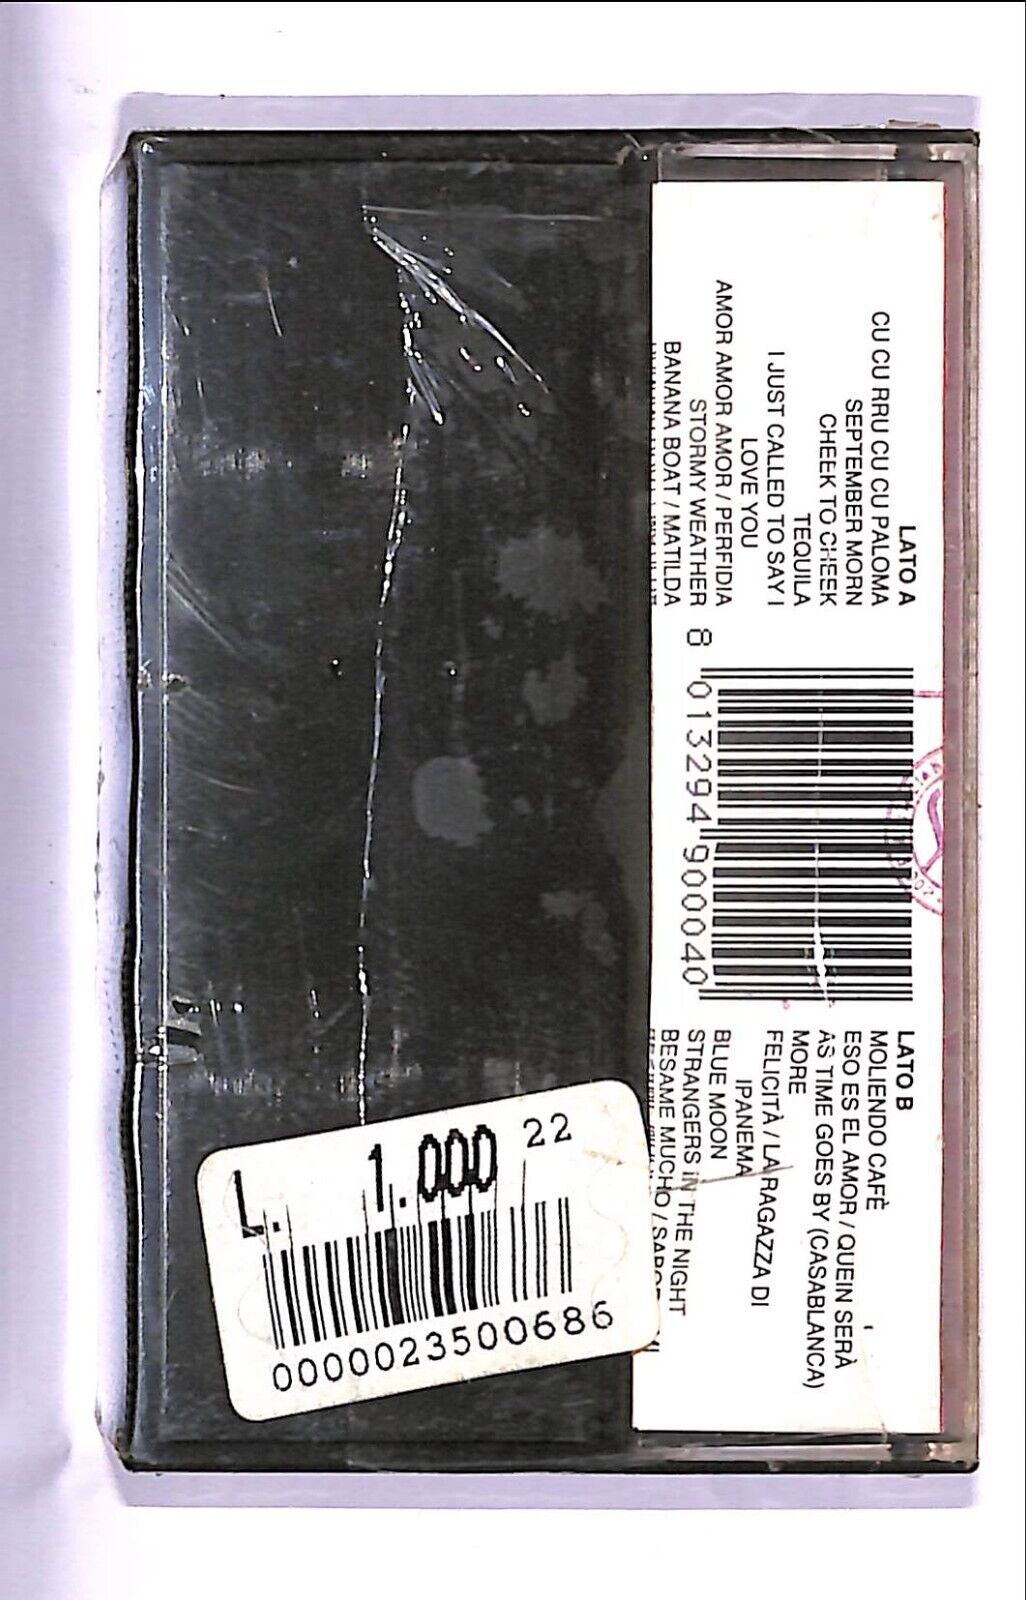 LATO A
CU CU RRU CU CU PALOMA
SEPTEMBER MORN
CHEEK TO CHEEK
TEQUILA
I JUST CALLED TO SAY I
LOVE YOU
AMOR AMOR AMOR / PERFIDIA
STORMY WEATHER
BANANA BOAT / MATILDA
8 013294 900040
LATO B
MOLIENDO CAFÈ
ESO ES EL AMOR / QUEIN SERÀ
AS TIME GOES BY (CASABLANCA)
MORE
FELICITÀ / LA RAGAZZA DI
IPANEMA
BLUE MOON
STRANGERS IN THE NIGHT
BESAME MUCHO /
L. 1.000 22
0000023500686